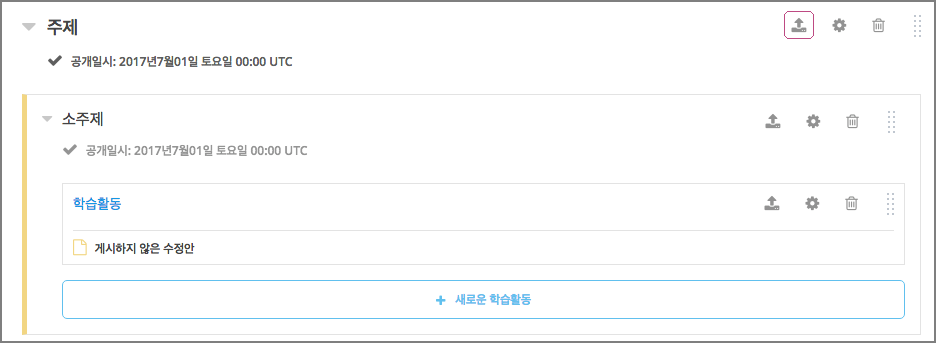 주제
공개일시: 2017년7월01일 토요일 00:00 UTC
소주제
공개일시: 2017년7월01일 토요일 00:00 UTC
학습활동
게시하지 않은 수정안
+ 새로운 학습활동